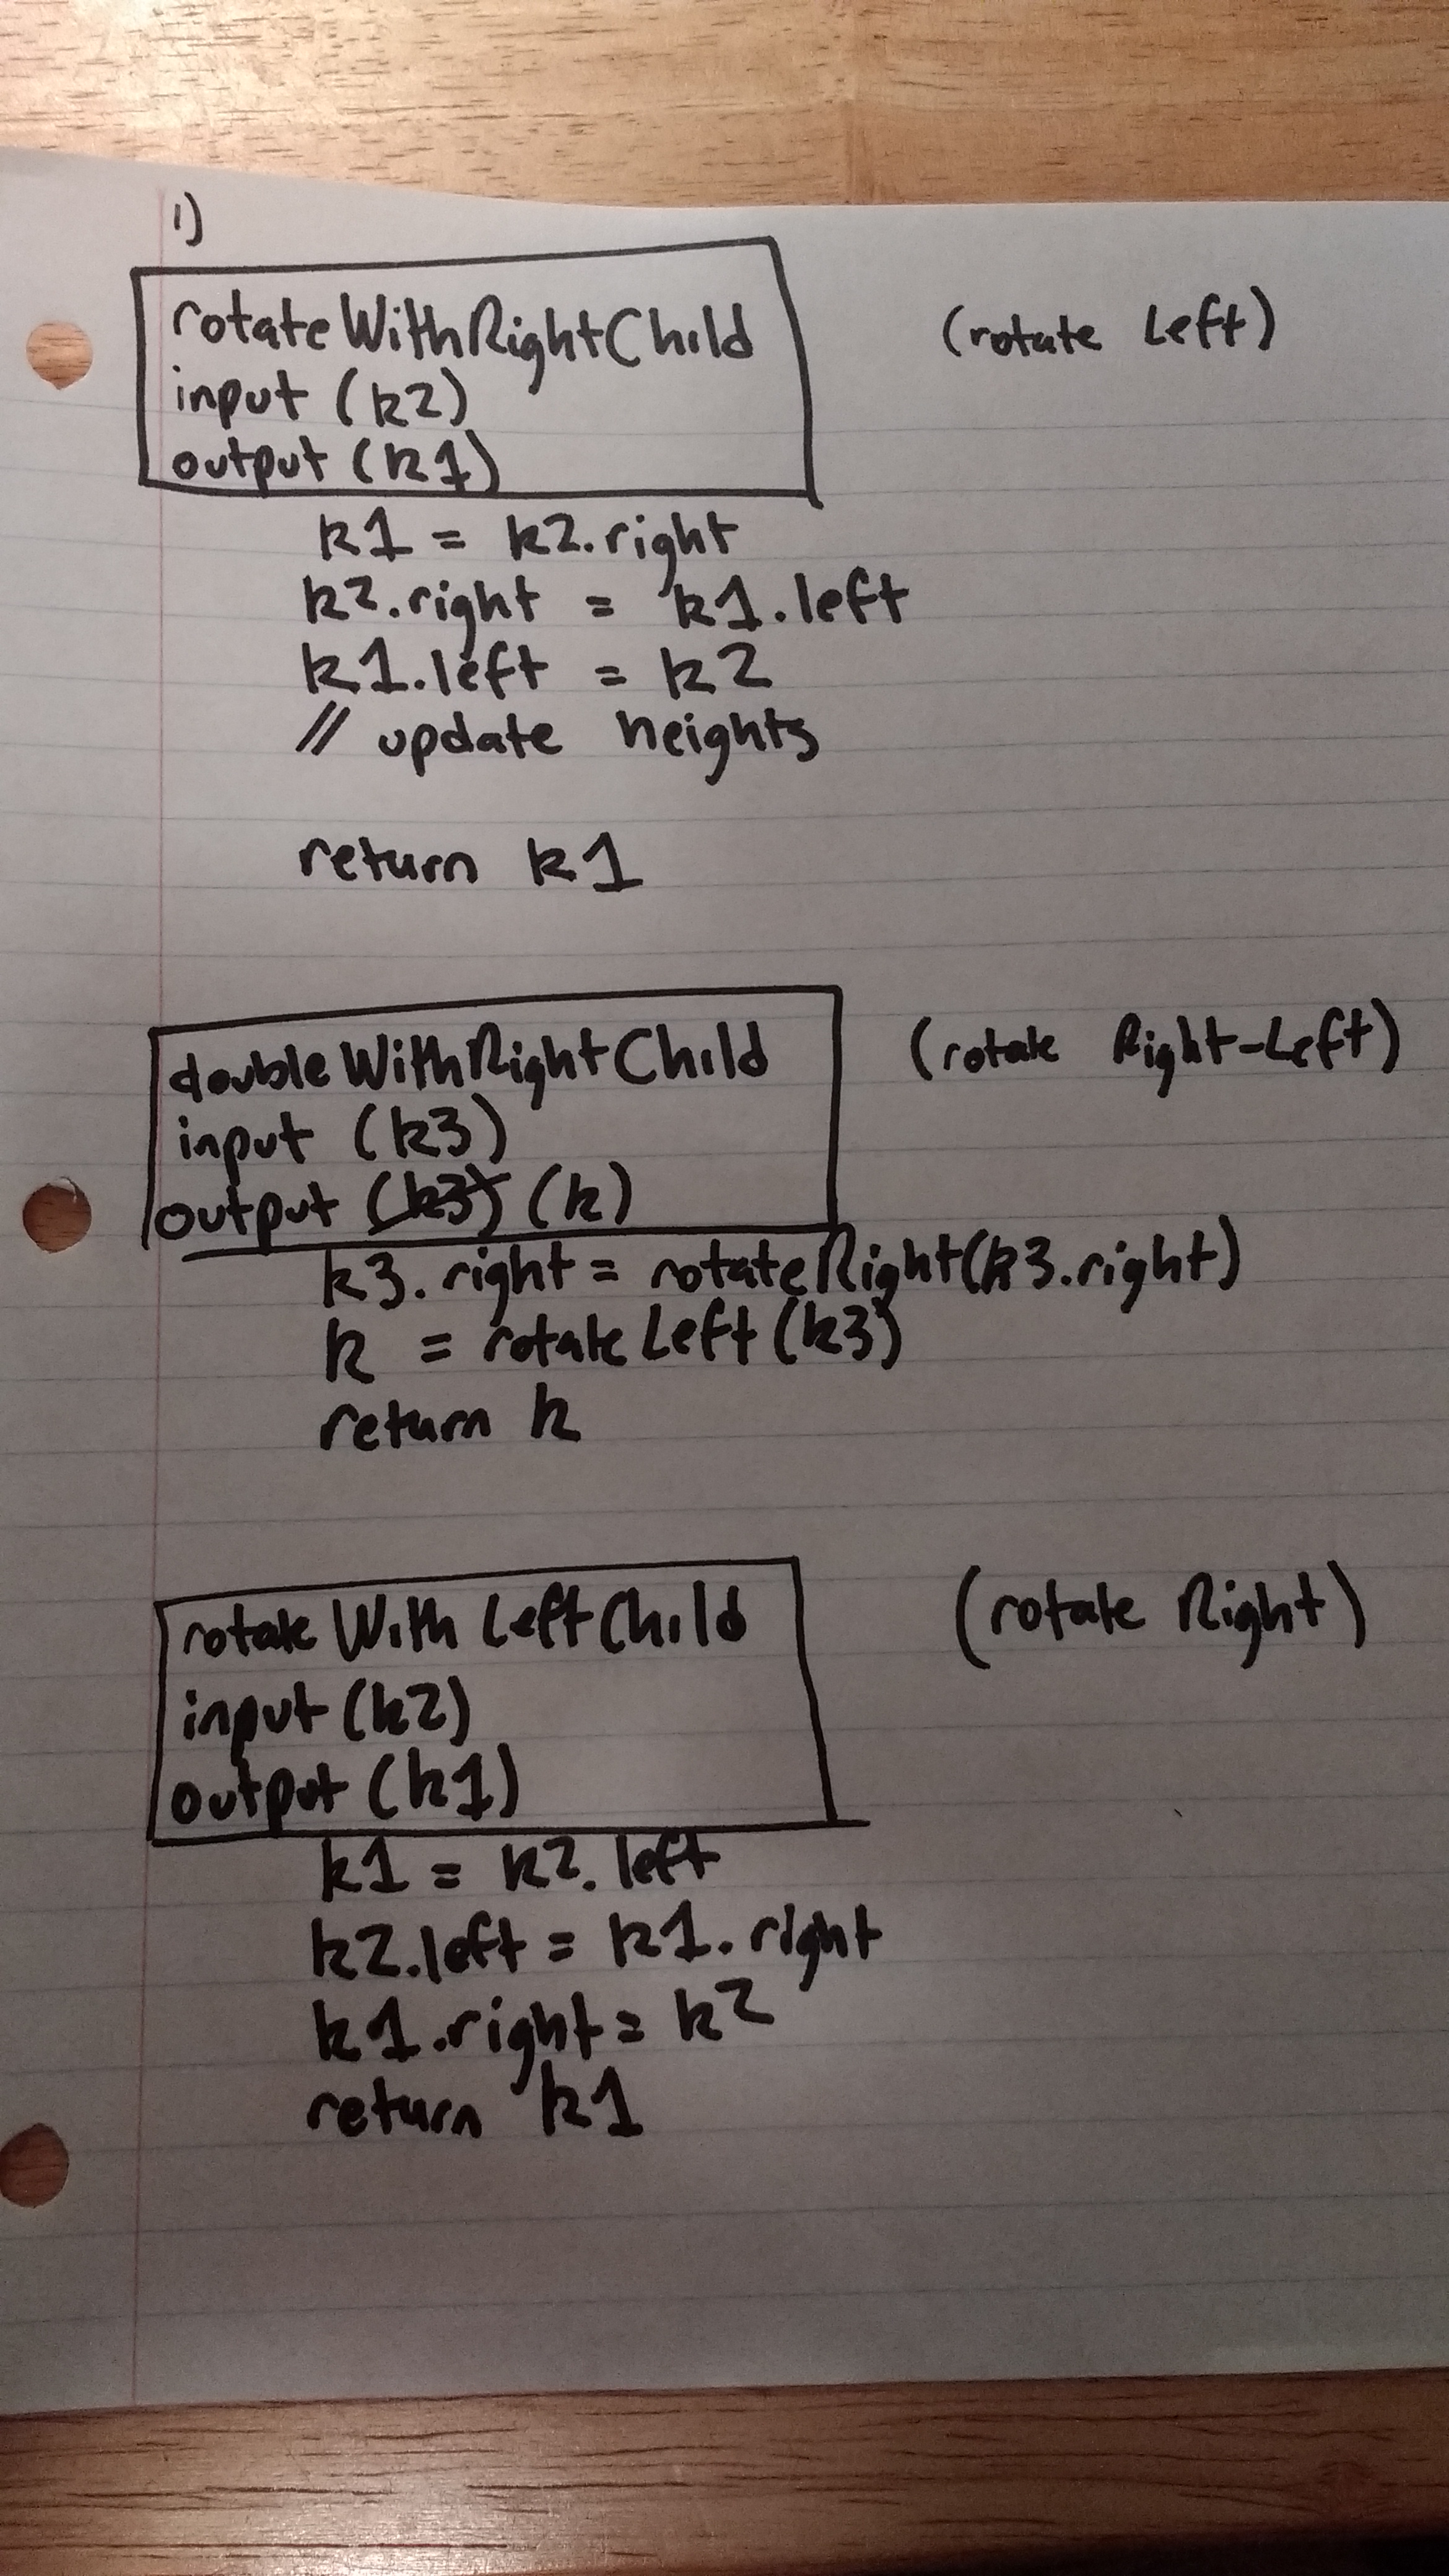 1)
rotateWithRightChild (rotate Left)
input (k2)
output (k1)
k1 = k2.right
k2.right = k1.left
k1.left = k2
// update heights
return k1
doubleWithRightChild (rotate Right-Left)
input (k3)
output (k3) (k)
k3.right = rotateRight(k3.right)
k = rotateLeft(k3)
return k
rotateWithLeftChild (rotate Right)
input (k2)
output (k1)
k1 = k2.left
k2.left = k1.right
k1.right = k2
return k1